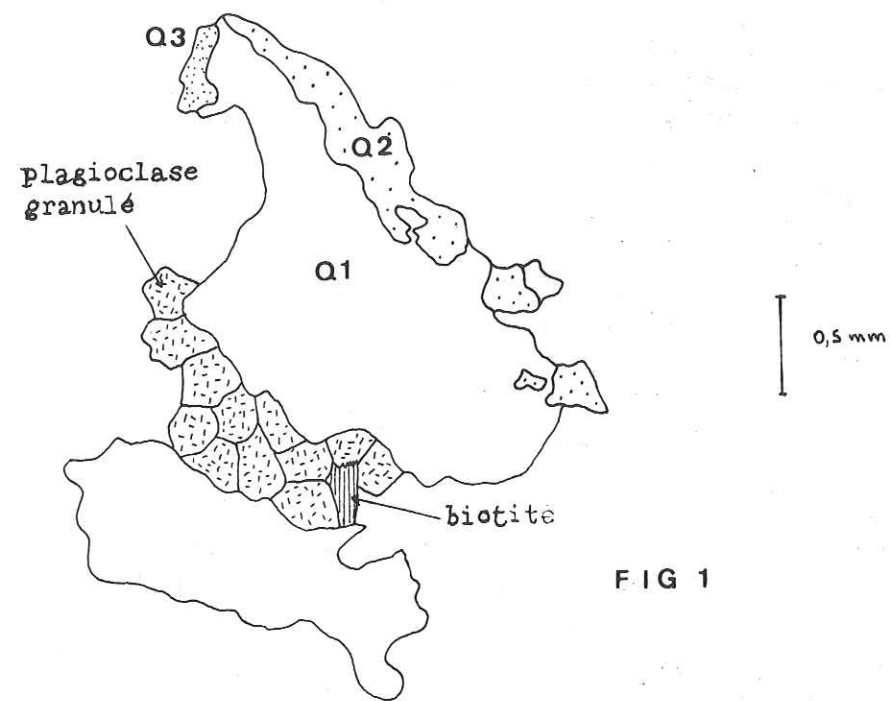 Q3
Q2
plagioclase
granulé
Q1
0,5 mm
biotite
FIG 1